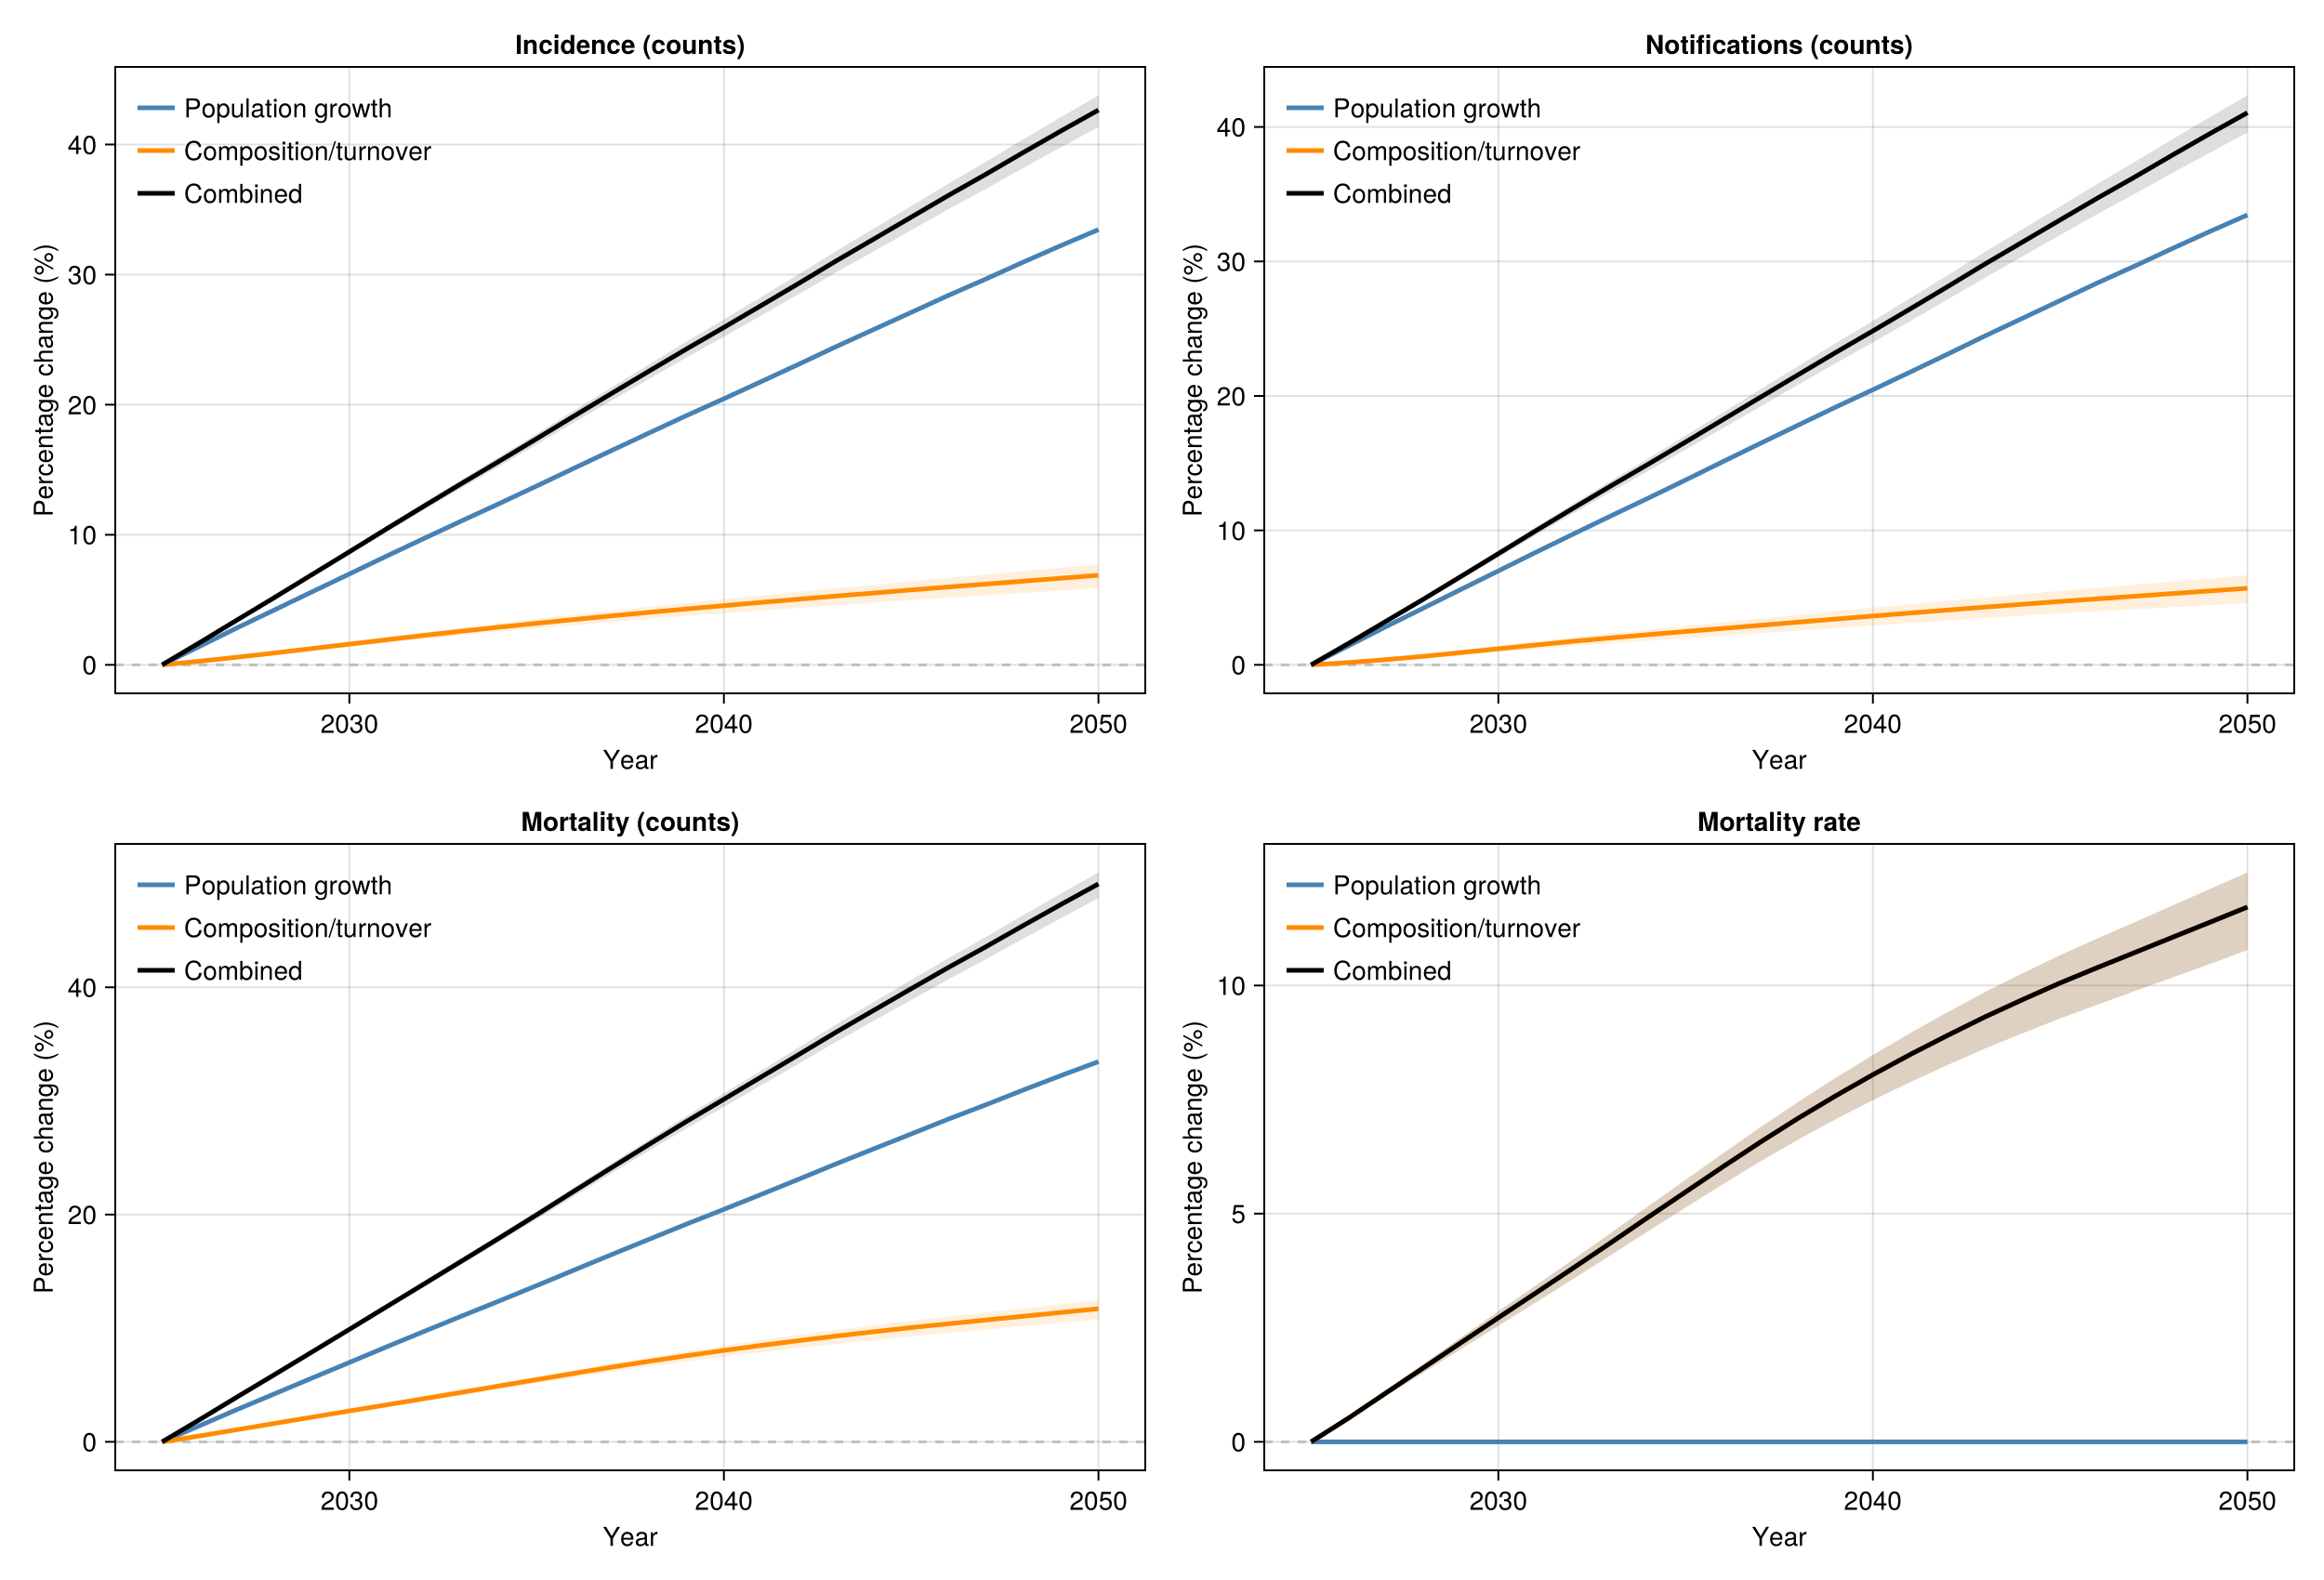 Incidence (counts)
Population growth
Composition/turnover
Combined
Percentage change (%)
40
30
20
10
0
2030
2040
2050
Year
Notifications (counts)
Population growth
Composition/turnover
Combined
Percentage change (%)
40
30
20
10
0
2030
2040
2050
Year
Mortality (counts)
Population growth
Composition/turnover
Combined
Percentage change (%)
40
20
0
2030
2040
2050
Year
Mortality rate
Population growth
Composition/turnover
Combined
Percentage change (%)
10
5
0
2030
2040
2050
Year